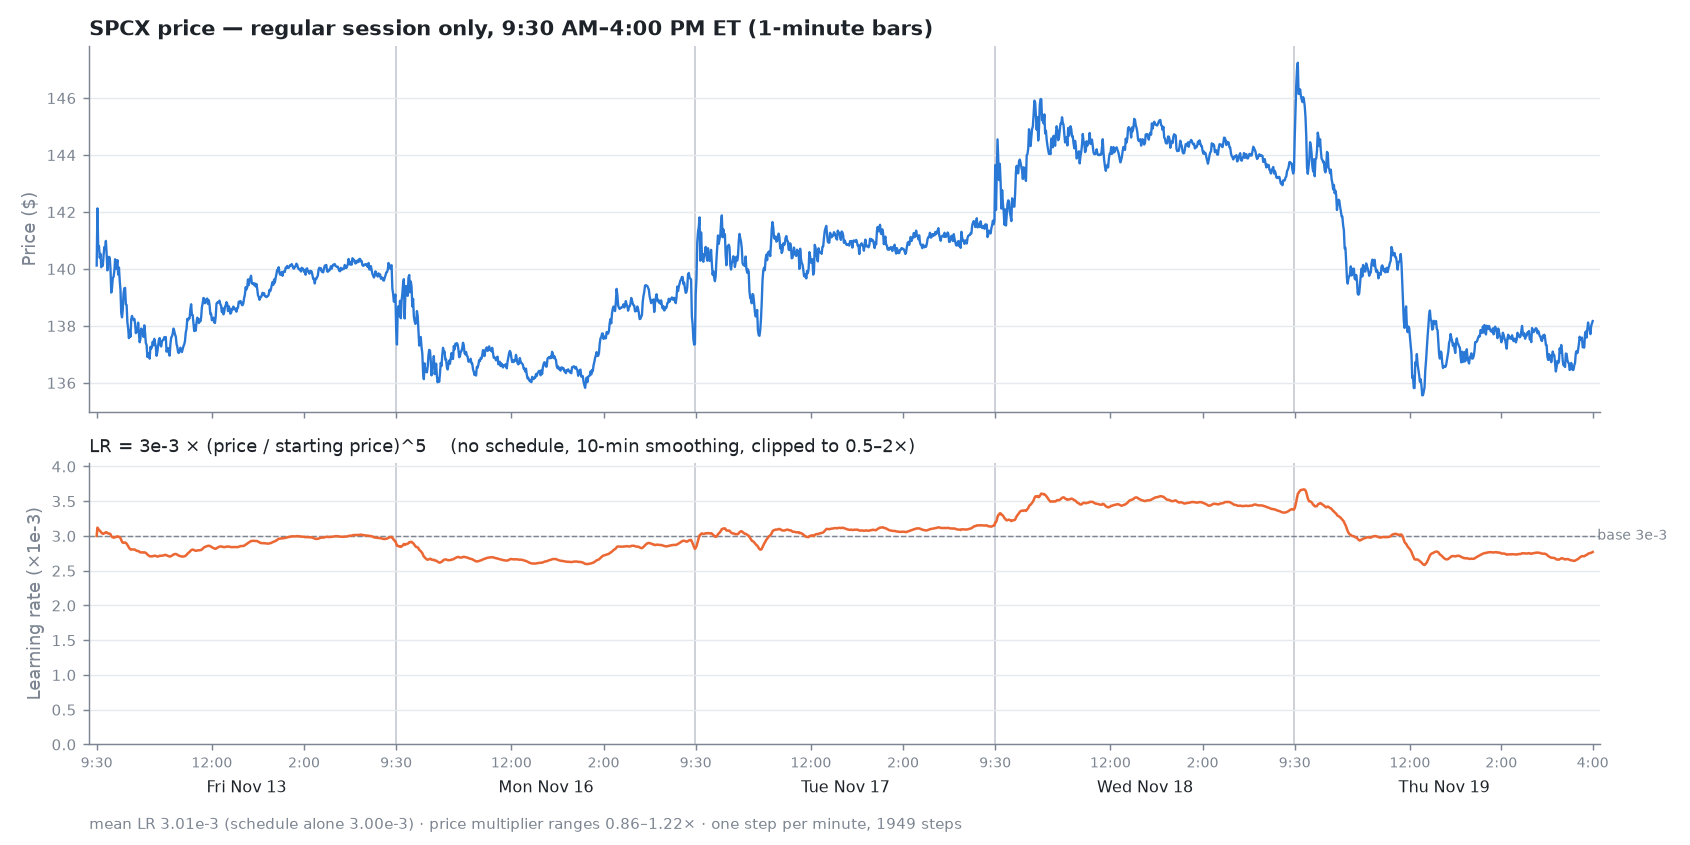 SPCX price — regular session only, 9:30 AM–4:00 PM ET (1-minute bars)
Price ($)
146
144
142
140
138
136
LR = 3e-3 × (price / starting price)^5    (no schedule, 10-min smoothing, clipped to 0.5–2×)
Learning rate (×1e-3)
4.0
3.5
3.0
2.5
2.0
1.5
1.0
0.5
0.0
base 3e-3
9:30 12:00 2:00 9:30 12:00 2:00 9:30 12:00 2:00 9:30 12:00 2:00 9:30 12:00 2:00 4:00
Fri Nov 13 Mon Nov 16 Tue Nov 17 Wed Nov 18 Thu Nov 19
mean LR 3.01e-3 (schedule alone 3.00e-3) · price multiplier ranges 0.86–1.22× · one step per minute, 1949 steps